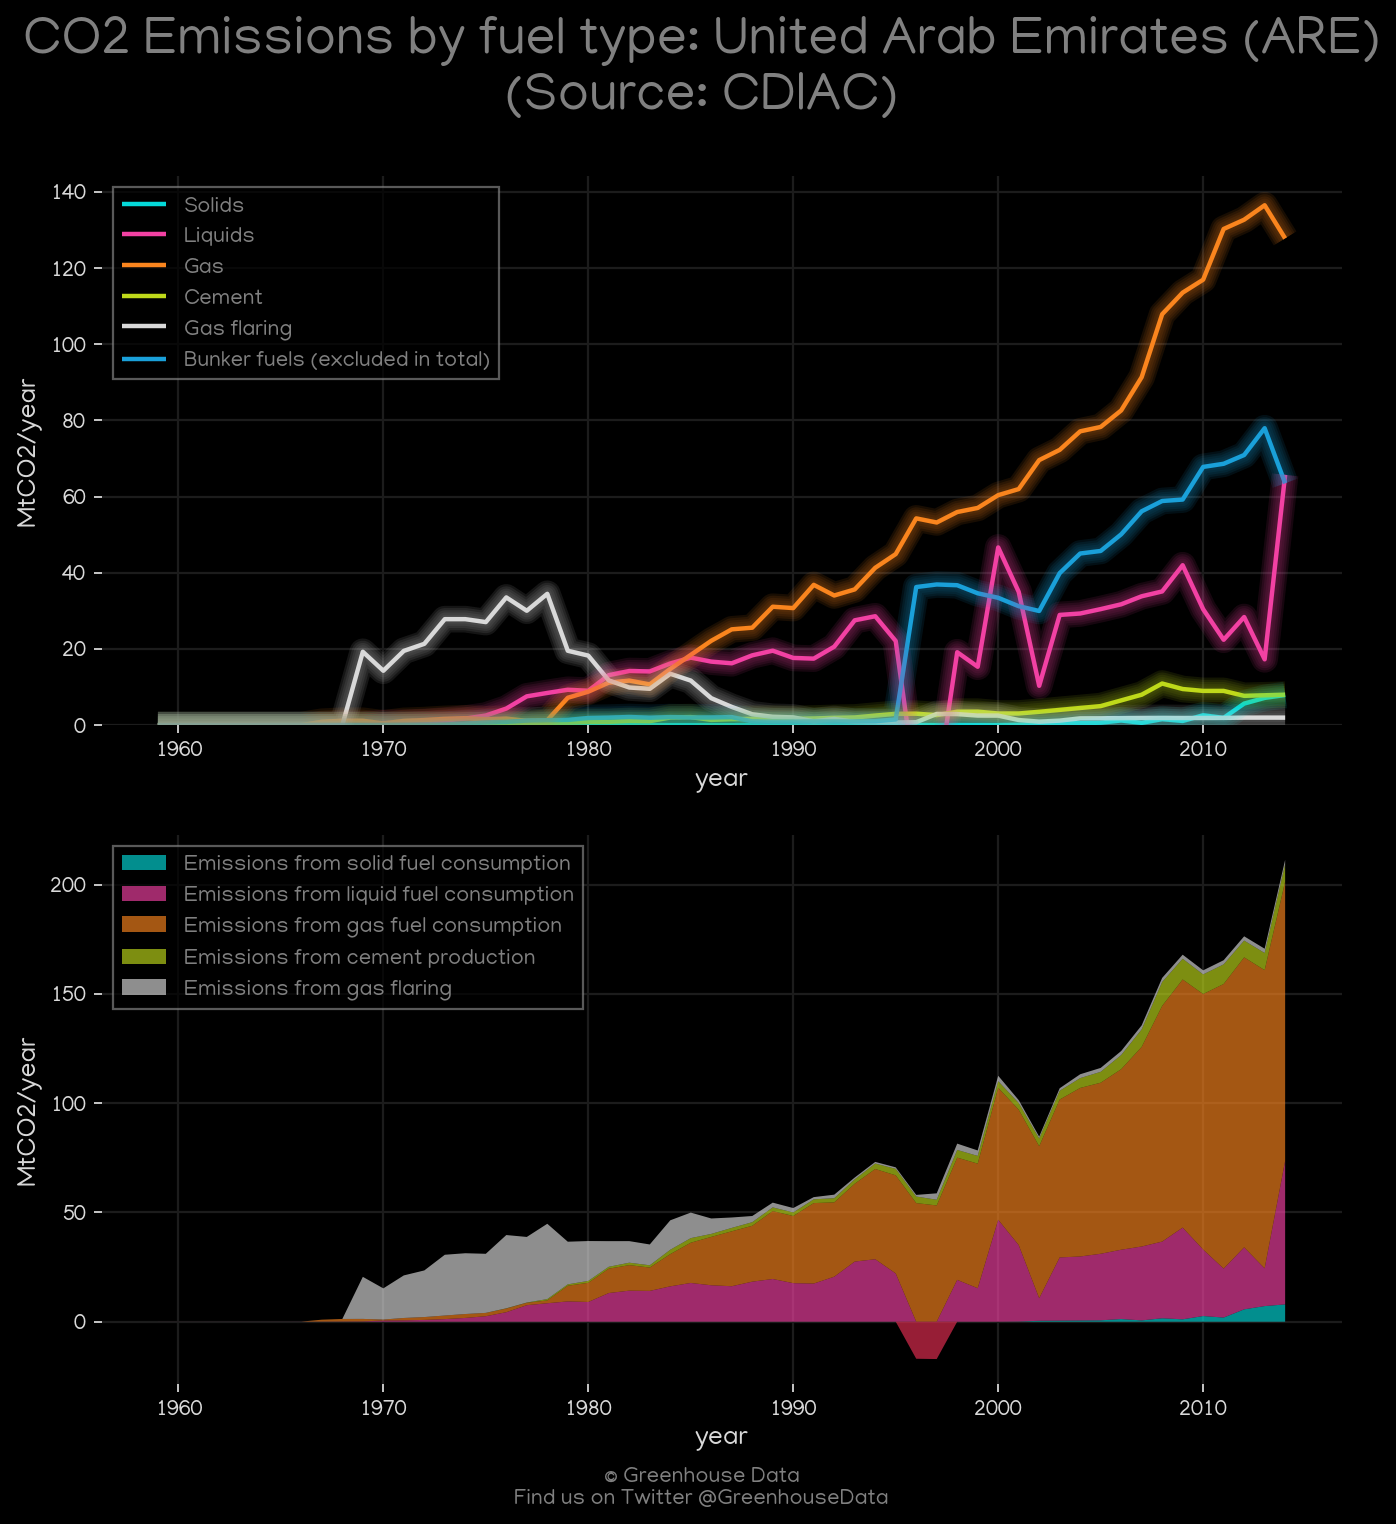 CO2 Emissions by fuel type: United Arab Emirates (ARE)
(Source: CDIAC)
MtCO2/year
140
120
100
80
60
40
20
0
Solids
Liquids
Gas
Cement
Gas flaring
Bunker fuels (excluded in total)
1960 1970 1980 1990 2000 2010
year
MtCO2/year
200
150
100
50
0
Emissions from solid fuel consumption
Emissions from liquid fuel consumption
Emissions from gas fuel consumption
Emissions from cement production
Emissions from gas flaring
1960 1970 1980 1990 2000 2010
year
© Greenhouse Data
Find us on Twitter @GreenhouseData